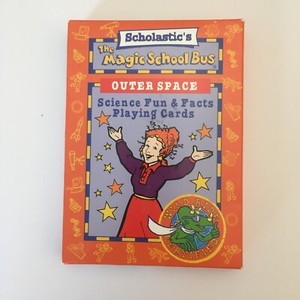 Scholastic's
The
Magic School Bus
OUTER SPACE
Science Fun & Facts
Playing Cards